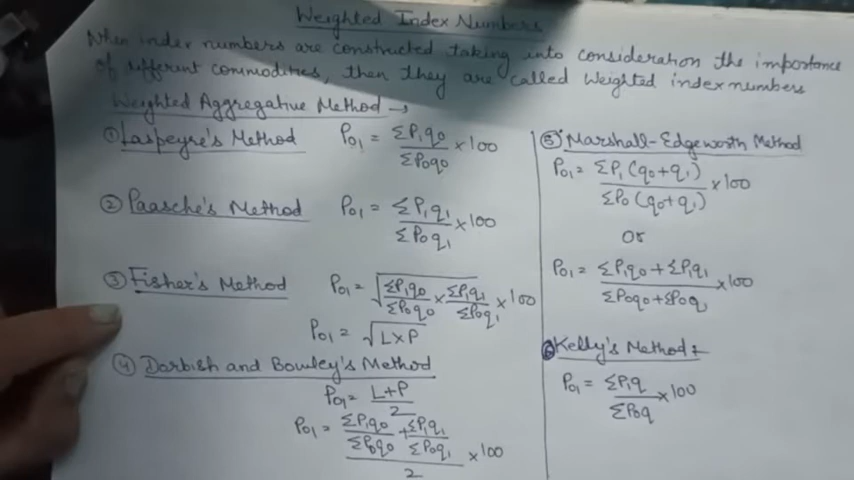 Weighted Index Numbers
When index numbers are constructed taking into consideration the importance
of different commodities, then they are called Weighted index numbers
Weighted Aggregative Method →
① Laspeyre's Method P₀₁ = ΣP₁q₀/ΣP₀q₀ × 100
② Paasche's Method P₀₁ = ΣP₁q₁/ΣP₀q₁ × 100
③ Fisher's Method P₀₁ = √(ΣP₁q₀/ΣP₀q₀ × ΣP₁q₁/ΣP₀q₁) × 100
P₀₁ = √(L×P)
④ Darbish and Bowley's Method
P₀₁ = L+P/2
P₀₁ = (ΣP₁q₀/ΣP₀q₀ + ΣP₁q₁/ΣP₀q₁)/2 × 100
⑤ Marshall-Edgeworth Method
P₀₁ = ΣP₁(q₀+q₁)/ΣP₀(q₀+q₁) × 100
Or
P₀₁ = ΣP₁q₀+ΣP₁q₁/ΣP₀q₀+ΣP₀q₁ × 100
⑥ Kelly's Method
P₀₁ = ΣP₁q/ΣP₀q × 100